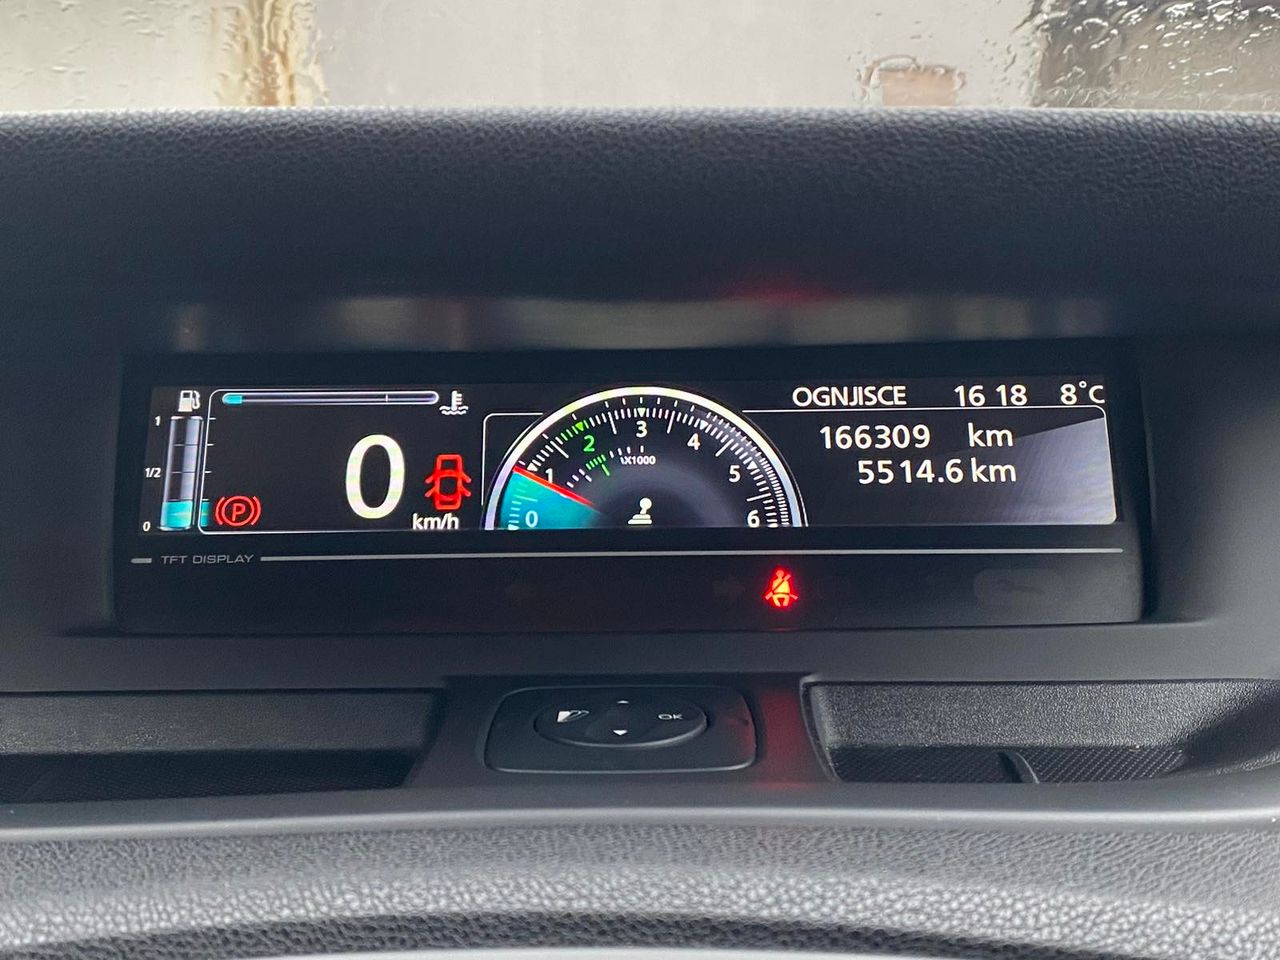 OGNJISCE 16 18 8°C
166309 km
5514.6 km
1
1/2
0
P
0
km/h
0 1 2 3 4 5 6
X1000
TFT DISPLAY
OK